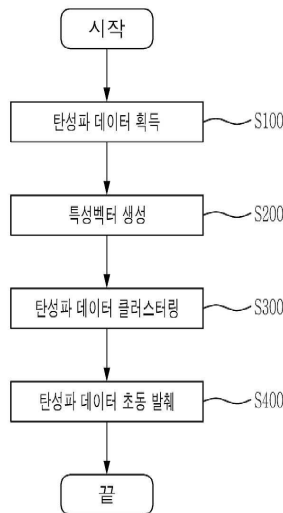 시작
탄성파 데이터 획득 S100
특성벡터 생성 S200
탄성파 데이터 클러스터링 S300
탄성파 데이터 초동 발췌 S400
끝